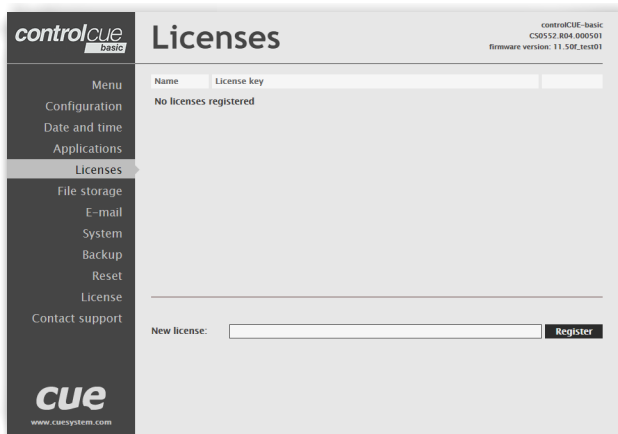 controlcue
basic
Licenses
controlCUE-basic
CS0552.R04.000501
firmware version: 11.50f_test01
Menu
Configuration
Date and time
Applications
Licenses
File storage
E-mail
System
Backup
Reset
License
Contact support
Name License key
No licenses registered
New license: Register
cue
www.cuesystem.com